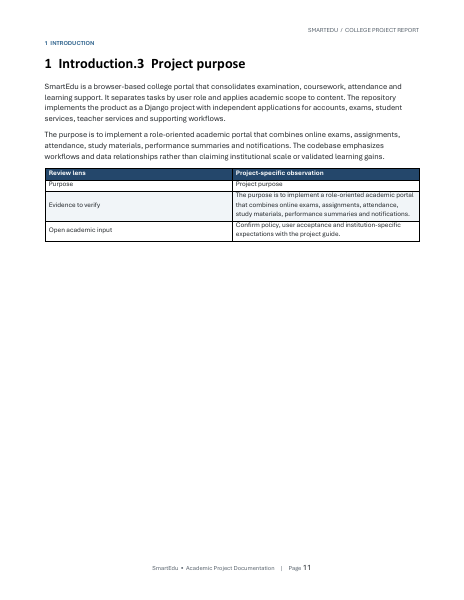 SMARTEDU / COLLEGE PROJECT REPORT
1 INTRODUCTION
1 Introduction.3 Project purpose
SmartEdu is a browser-based college portal that consolidates examination, coursework, attendance and
learning support. It separates tasks by user role and applies academic scope to content. The repository
implements the product as a Django project with independent applications for accounts, exams, student
services, teacher services and supporting workflows.
The purpose is to implement a role-oriented academic portal that combines online exams, assignments,
attendance, study materials, performance summaries and notifications. The codebase emphasizes
workflows and data relationships rather than claiming institutional scale or validated learning gains.
Review lens Project-specific observation
Purpose Project purpose
Evidence to verify The purpose is to implement a role-oriented academic portal
that combines online exams, assignments, attendance,
study materials, performance summaries and notifications.
Open academic input Confirm policy, user acceptance and institution-specific
expectations with the project guide.
SmartEdu • Academic Project Documentation | Page 11